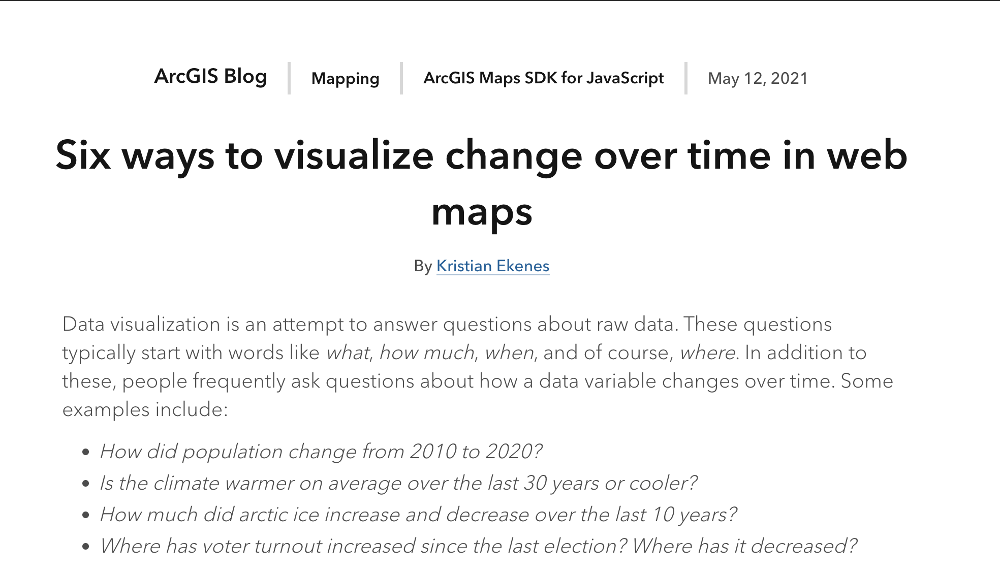 ArcGIS Blog | Mapping | ArcGIS Maps SDK for JavaScript | May 12, 2021
Six ways to visualize change over time in web
maps
By Kristian Ekenes
Data visualization is an attempt to answer questions about raw data. These questions
typically start with words like what, how much, when, and of course, where. In addition to
these, people frequently ask questions about how a data variable changes over time. Some
examples include:
• How did population change from 2010 to 2020?
• Is the climate warmer on average over the last 30 years or cooler?
• How much did arctic ice increase and decrease over the last 10 years?
• Where has voter turnout increased since the last election? Where has it decreased?